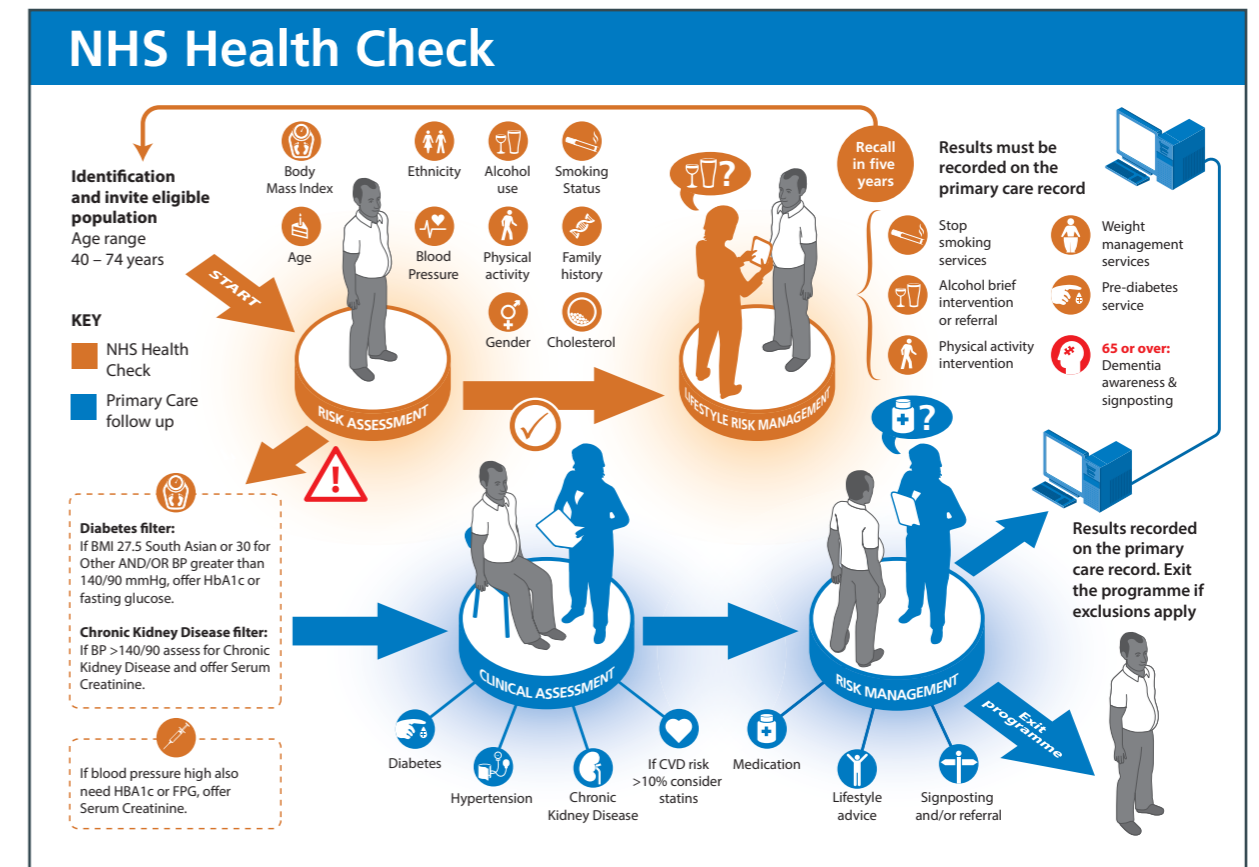 NHS Health Check
Identification
and invite eligible
population
Age range
40 – 74 years
START
KEY
NHS Health
Check
Primary Care
follow up
Body
Mass Index
Ethnicity
Alcohol
use
Smoking
Status
Age
Blood
Pressure
Physical
activity
Family
history
Gender
Cholesterol
RISK ASSESSMENT
?
LIFESTYLE RISK MANAGEMENT
Recall
in five
years
Results must be
recorded on the
primary care record
Stop
smoking
services
Alcohol brief
intervention
or referral
Physical activity
intervention
Weight
management
services
Pre-diabetes
service
65 or over:
Dementia
awareness &
signposting
!
Diabetes filter:
If BMI 27.5 South Asian or 30 for
Other AND/OR BP greater than
140/90 mmHg, offer HbA1c or
fasting glucose.
Chronic Kidney Disease filter:
If BP >140/90 assess for Chronic
Kidney Disease and offer Serum
Creatinine.
If blood pressure high also
need HBA1c or FPG, offer
Serum Creatinine.
CLINICAL ASSESSMENT
Diabetes
Hypertension
Chronic
Kidney Disease
If CVD risk
>10% consider
statins
?
RISK MANAGEMENT
Medication
Lifestyle
advice
Signposting
and/or referral
Results recorded
on the primary
care record. Exit
the programme if
exclusions apply
Exit
programme